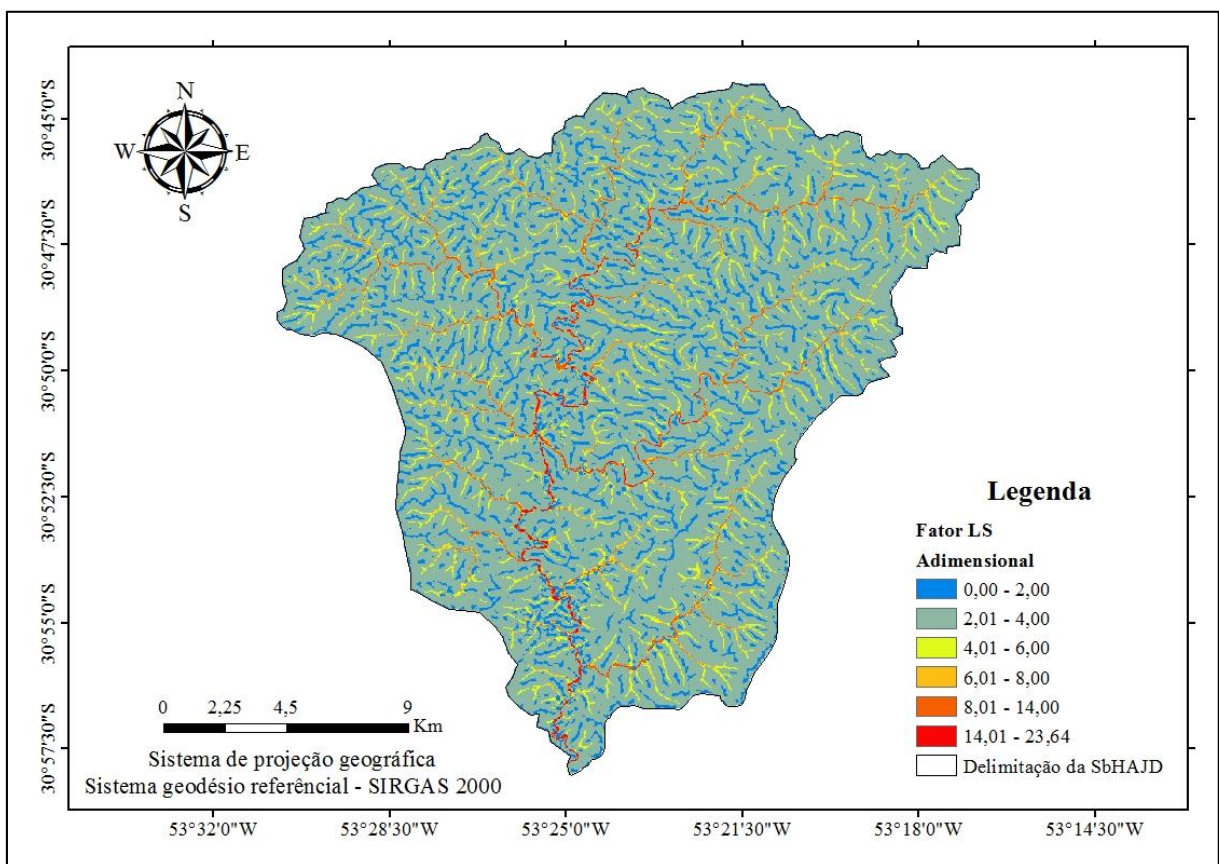 N
W E
S
30°45'0"S
30°47'30"S
30°50'0"S
30°52'30"S
30°55'0"S
30°57'30"S
Legenda
Fator LS
Adimensional
0,00 - 2,00
2,01 - 4,00
4,01 - 6,00
6,01 - 8,00
8,01 - 14,00
14,01 - 23,64
Delimitação da SbHAJD
0 2,25 4,5 9
Km
Sistema de projeção geográfica
Sistema geodésio referêncial - SIRGAS 2000
53°32'0"W 53°28'30"W 53°25'0"W 53°21'30"W 53°18'0"W 53°14'30"W